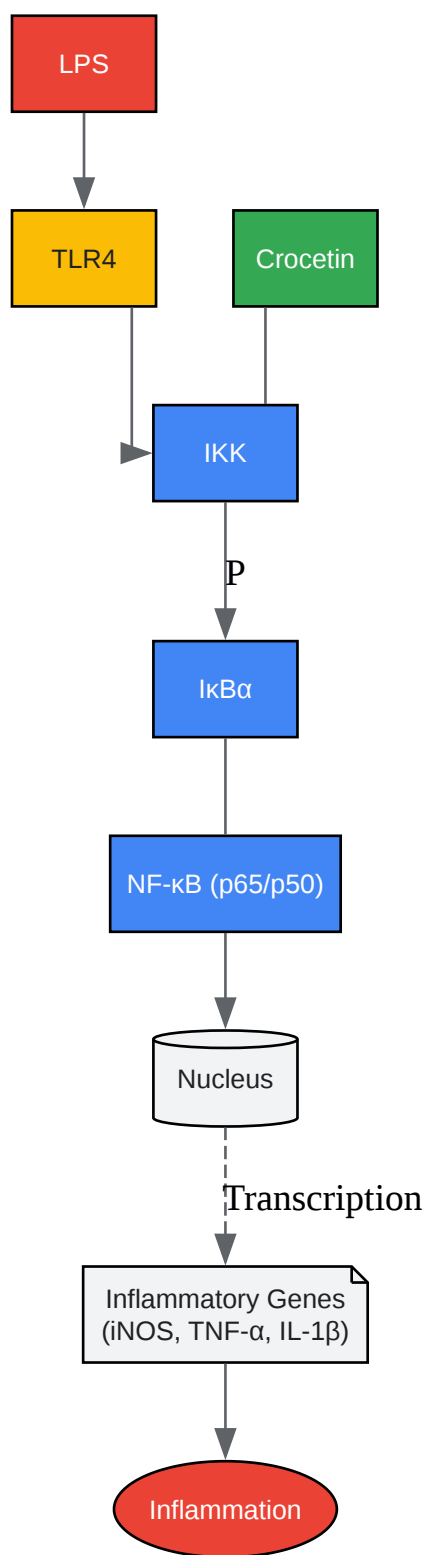 LPS
TLR4
Crocetin
IKK
P
IκBα
NF-κB (p65/p50)
Nucleus
Transcription
Inflammatory Genes
(iNOS, TNF-α, IL-1β)
Inflammation